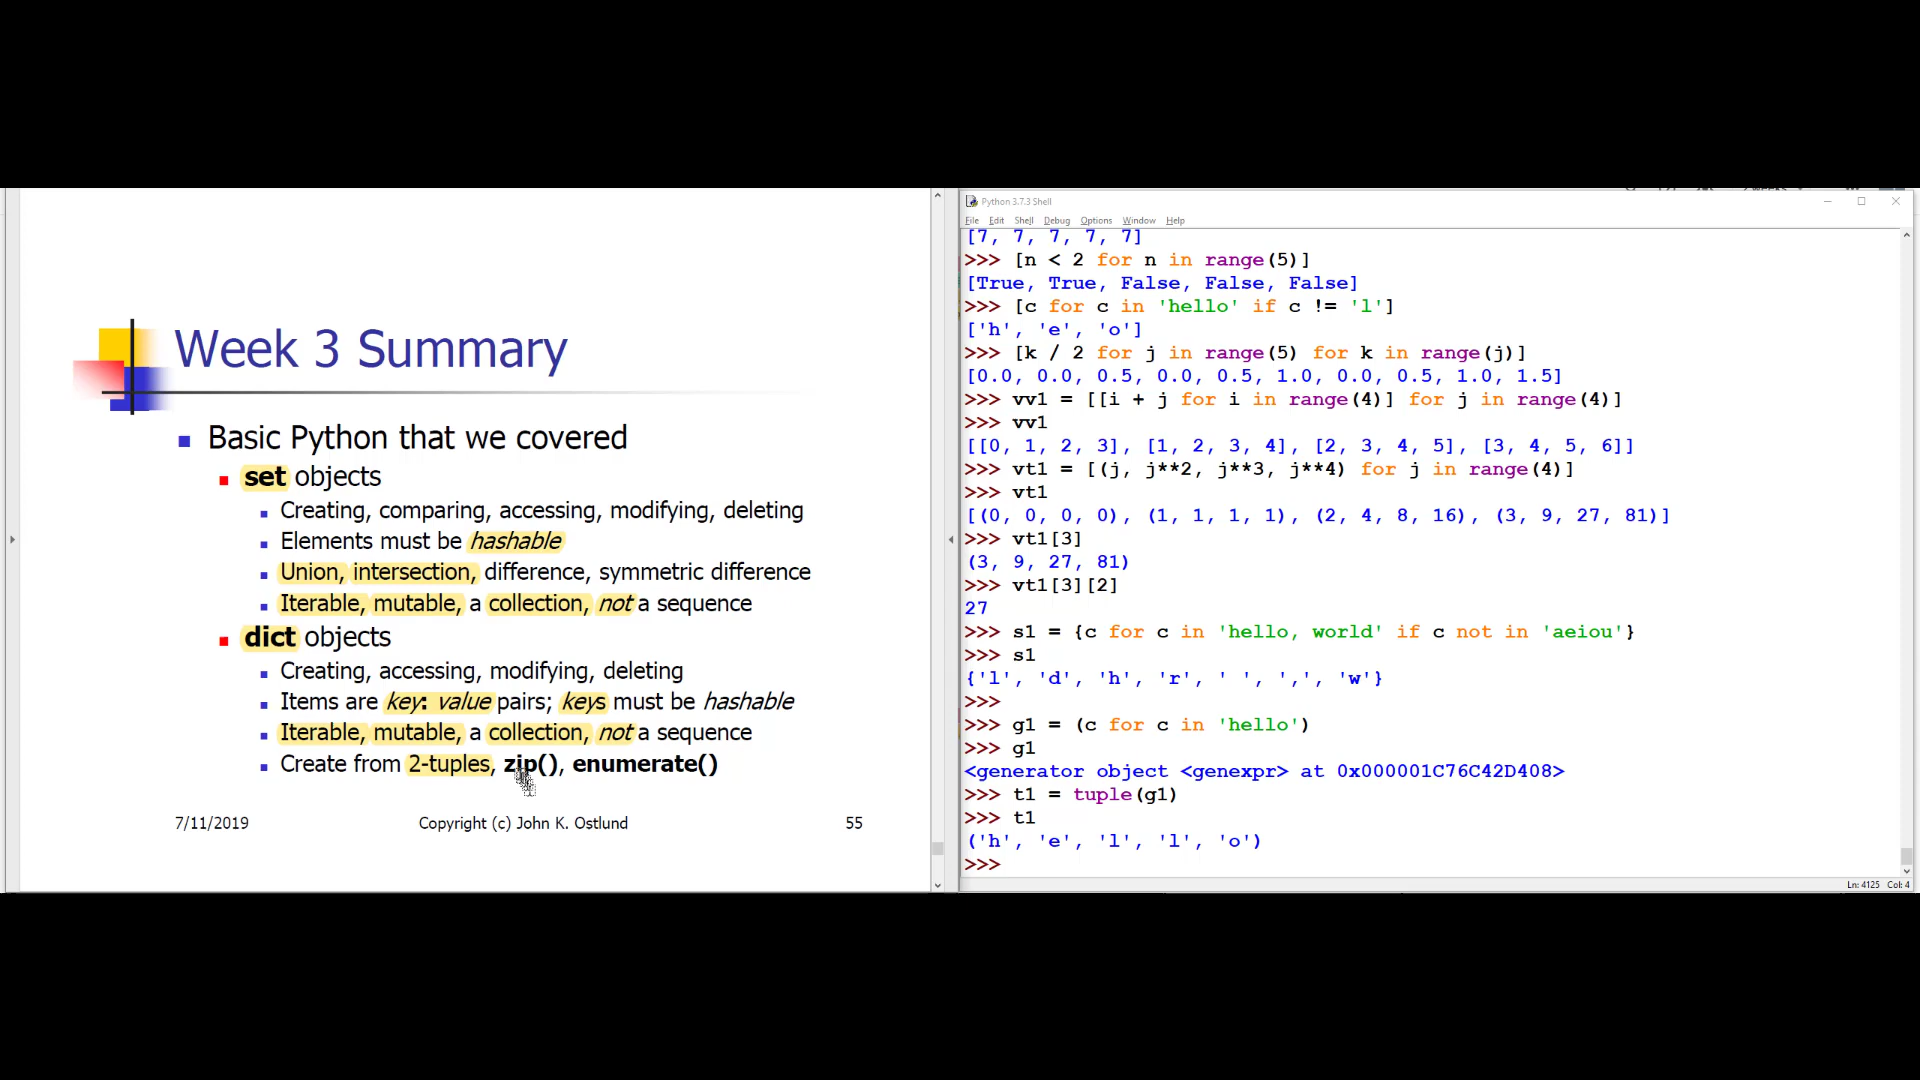 Week 3 Summary
Basic Python that we covered
set objects
Creating, comparing, accessing, modifying, deleting
Elements must be hashable
Union, intersection, difference, symmetric difference
Iterable, mutable, a collection, not a sequence
dict objects
Creating, accessing, modifying, deleting
Items are key: value pairs; keys must be hashable
Iterable, mutable, a collection, not a sequence
Create from 2-tuples, zip(), enumerate()
7/11/2019 Copyright (c) John K. Ostlund 55
Python 3.7.3 Shell
File Edit Shell Debug Options Window Help
[7, 7, 7, 7, 7]
>>> [n < 2 for n in range(5)]
[True, True, False, False, False]
>>> [c for c in 'hello' if c != 'l']
['h', 'e', 'o']
>>> [k / 2 for j in range(5) for k in range(j)]
[0.0, 0.0, 0.5, 0.0, 0.5, 1.0, 0.0, 0.5, 1.0, 1.5]
>>> vv1 = [[i + j for i in range(4)] for j in range(4)]
>>> vv1
[[0, 1, 2, 3], [1, 2, 3, 4], [2, 3, 4, 5], [3, 4, 5, 6]]
>>> vt1 = [(j, j**2, j**3, j**4) for j in range(4)]
>>> vt1
[(0, 0, 0, 0), (1, 1, 1, 1), (2, 4, 8, 16), (3, 9, 27, 81)]
>>> vt1[3]
(3, 9, 27, 81)
>>> vt1[3][2]
27
>>> s1 = {c for c in 'hello, world' if c not in 'aeiou'}
>>> s1
{'l', 'd', 'h', 'r', ' ', ',', 'w'}
>>>
>>> g1 = (c for c in 'hello')
>>> g1
<generator object <genexpr> at 0x000001C76C42D408>
>>> t1 = tuple(g1)
>>> t1
('h', 'e', 'l', 'l', 'o')
>>>
Ln: 4125 Col: 4